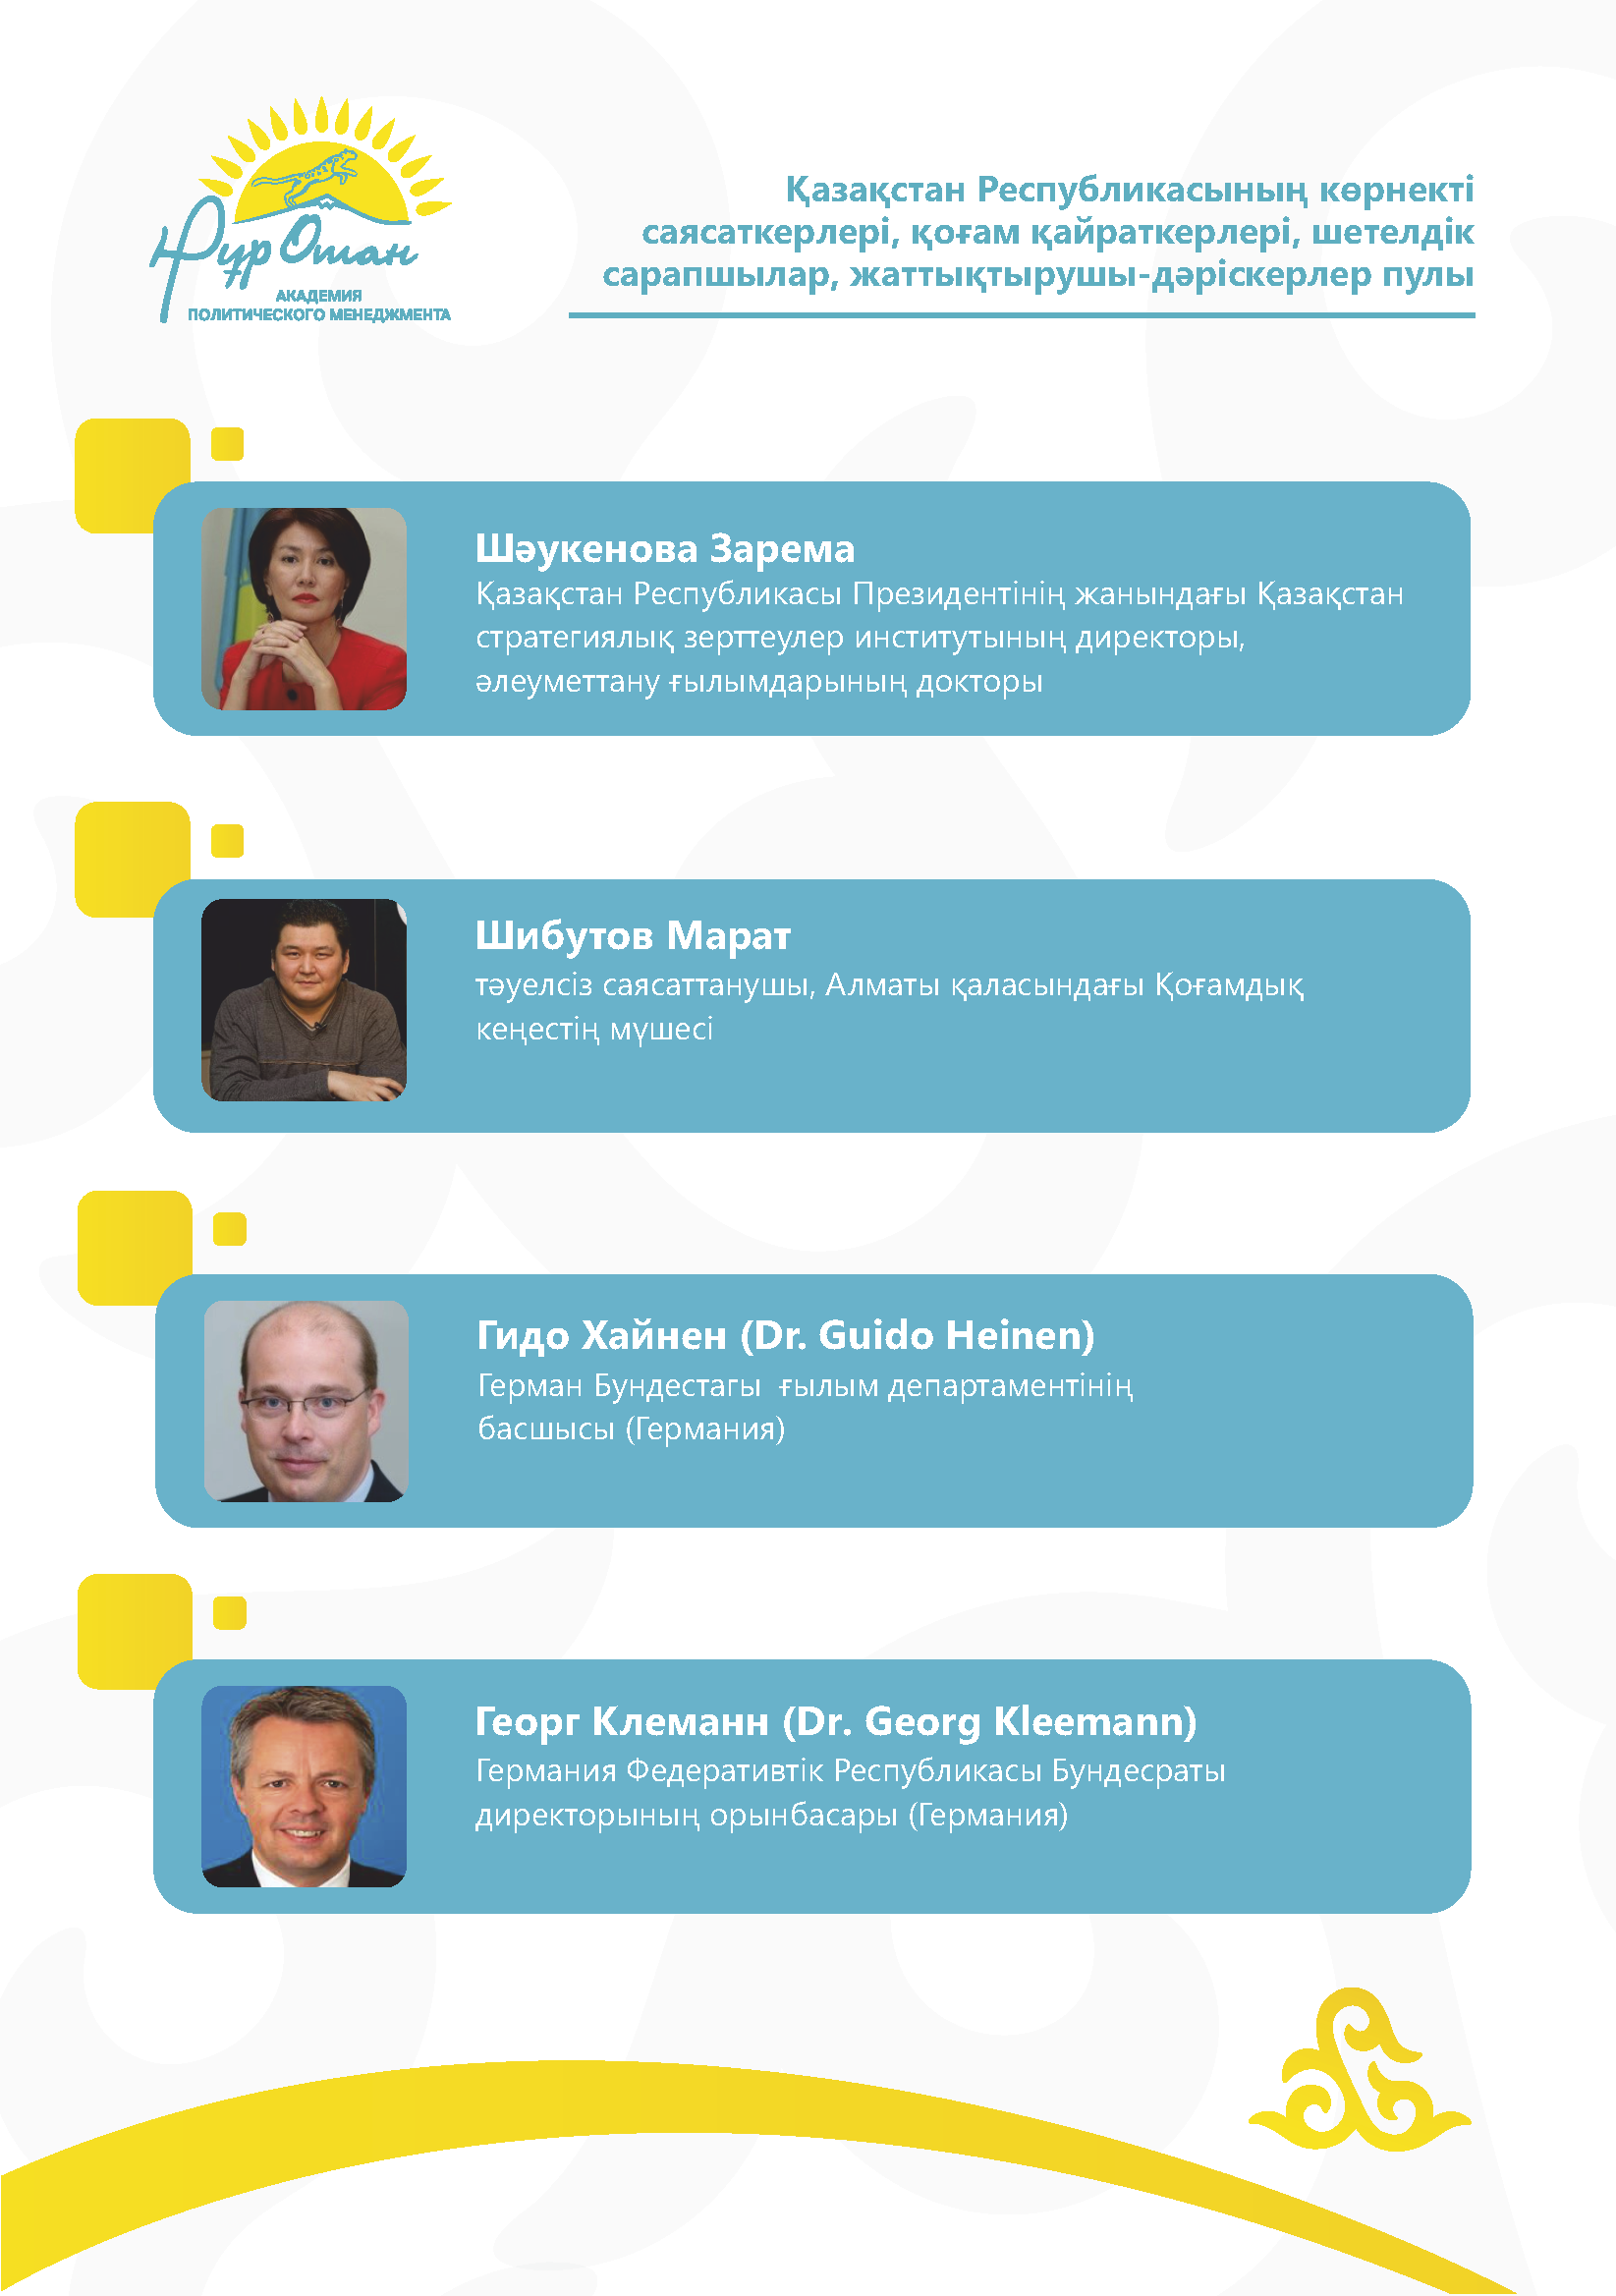 Нұр Отан
АКАДЕМИЯ
ПОЛИТИЧЕСКОГО МЕНЕДЖМЕНТА
Қазақстан Республикасының көрнекті
саясаткерлері, қоғам қайраткерлері, шетелдік
сарапшылар, жаттықтырушы-дәріскерлер пулы
Шәукенова Зарема
Қазақстан Республикасы Президентінің жанындағы Қазақстан
стратегиялық зерттеулер институтының директоры,
әлеуметтану ғылымдарының докторы
Шибутов Марат
тәуелсіз саясаттанушы, Алматы қаласындағы Қоғамдық
кеңестің мүшесі
Гидо Хайнен (Dr. Guido Heinen)
Герман Бундестагы ғылым департаментінің
басшысы (Германия)
Георг Клеманн (Dr. Georg Kleemann)
Германия Федеративтік Республикасы Бундесраты
директорының орынбасары (Германия)